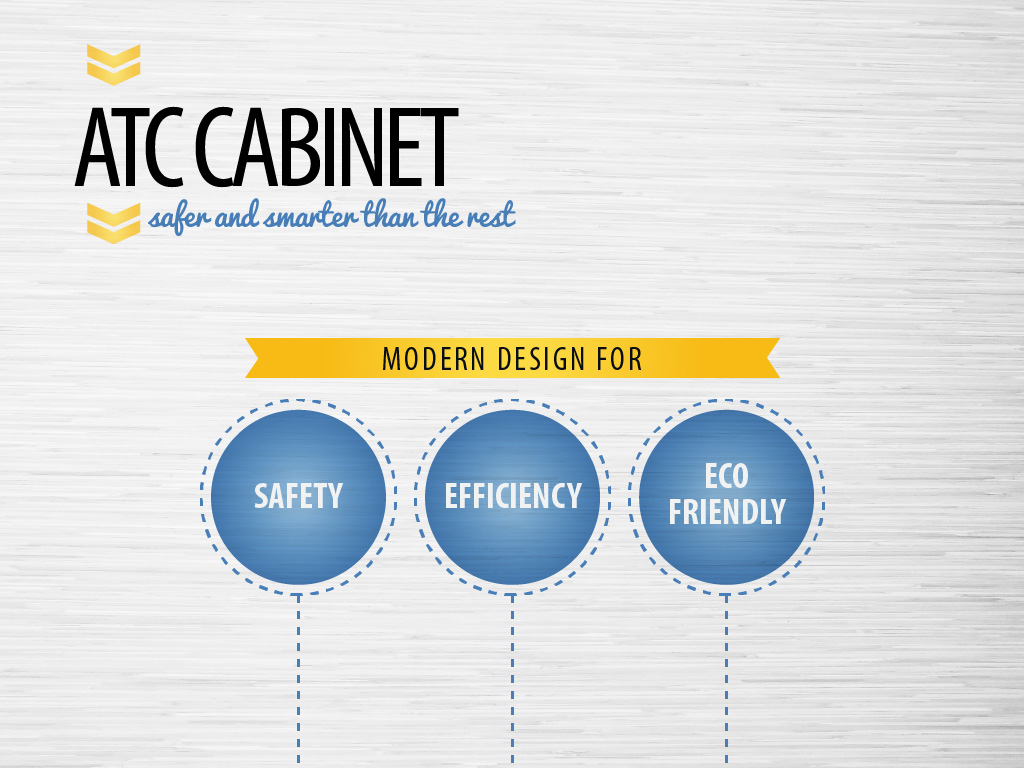 ATC CABINET
safer and smarter than the rest
MODERN DESIGN FOR
SAFETY
EFFICIENCY
ECO
FRIENDLY